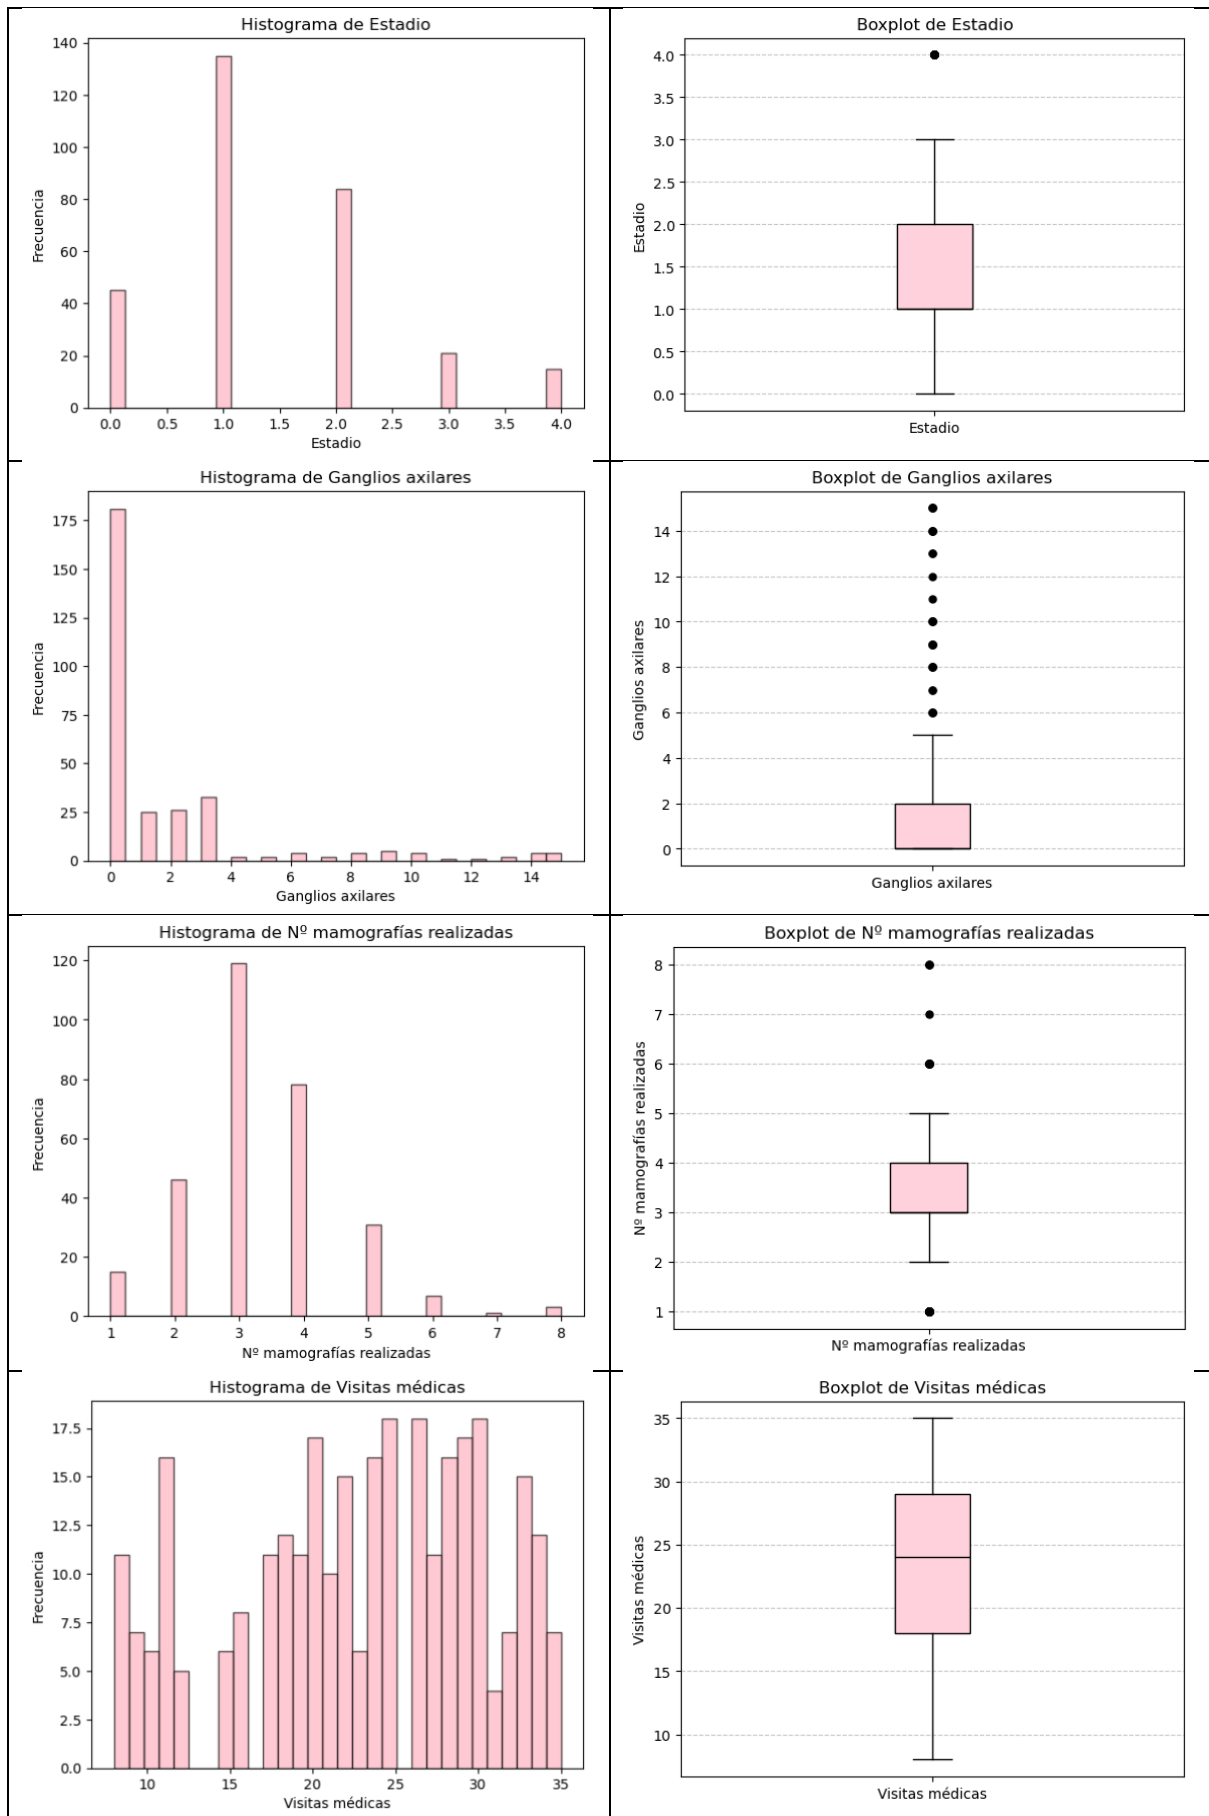 Histograma de Estadio
140
120
100
80
60
40
20
0
Frecuencia
0.0 0.5 1.0 1.5 2.0 2.5 3.0 3.5 4.0
Estadio
Boxplot de Estadio
4.0
3.5
3.0
2.5
2.0
1.5
1.0
0.5
0.0
Estadio
Estadio
Histograma de Ganglios axilares
175
150
125
100
75
50
25
0
Frecuencia
0 2 4 6 8 10 12 14
Ganglios axilares
Boxplot de Ganglios axilares
14
12
10
8
6
4
2
0
Ganglios axilares
Ganglios axilares
Histograma de Nº mamografías realizadas
120
100
80
60
40
20
0
Frecuencia
1 2 3 4 5 6 7 8
Nº mamografías realizadas
Boxplot de Nº mamografías realizadas
8
7
6
5
4
3
2
1
Nº mamografías realizadas
Nº mamografías realizadas
Histograma de Visitas médicas
17.5
15.0
12.5
10.0
7.5
5.0
2.5
0.0
Frecuencia
10 15 20 25 30 35
Visitas médicas
Boxplot de Visitas médicas
35
30
25
20
15
10
Visitas médicas
Visitas médicas